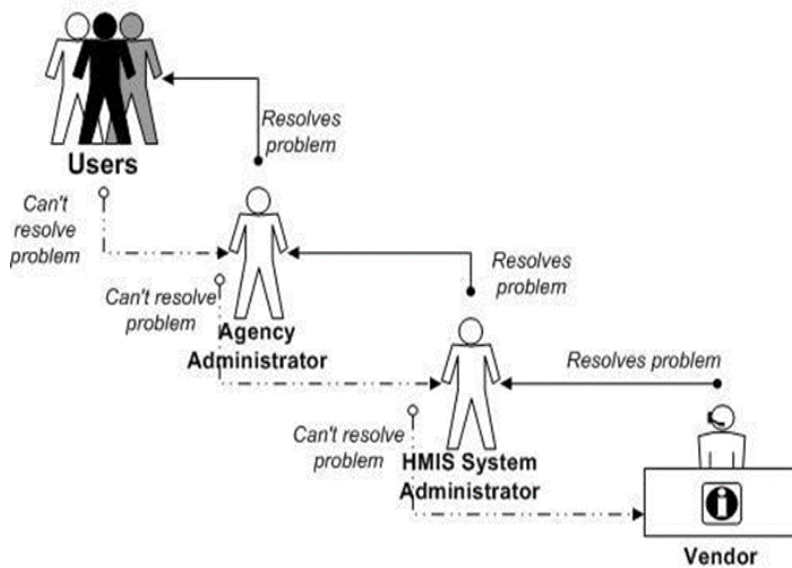 Resolves
problem
Users
Can't
resolve
problem
Resolves
problem
Can't resolve
problem
Agency
Administrator
Resolves problem
Can't resolve
problem
HMIS System
Administrator
i
Vendor